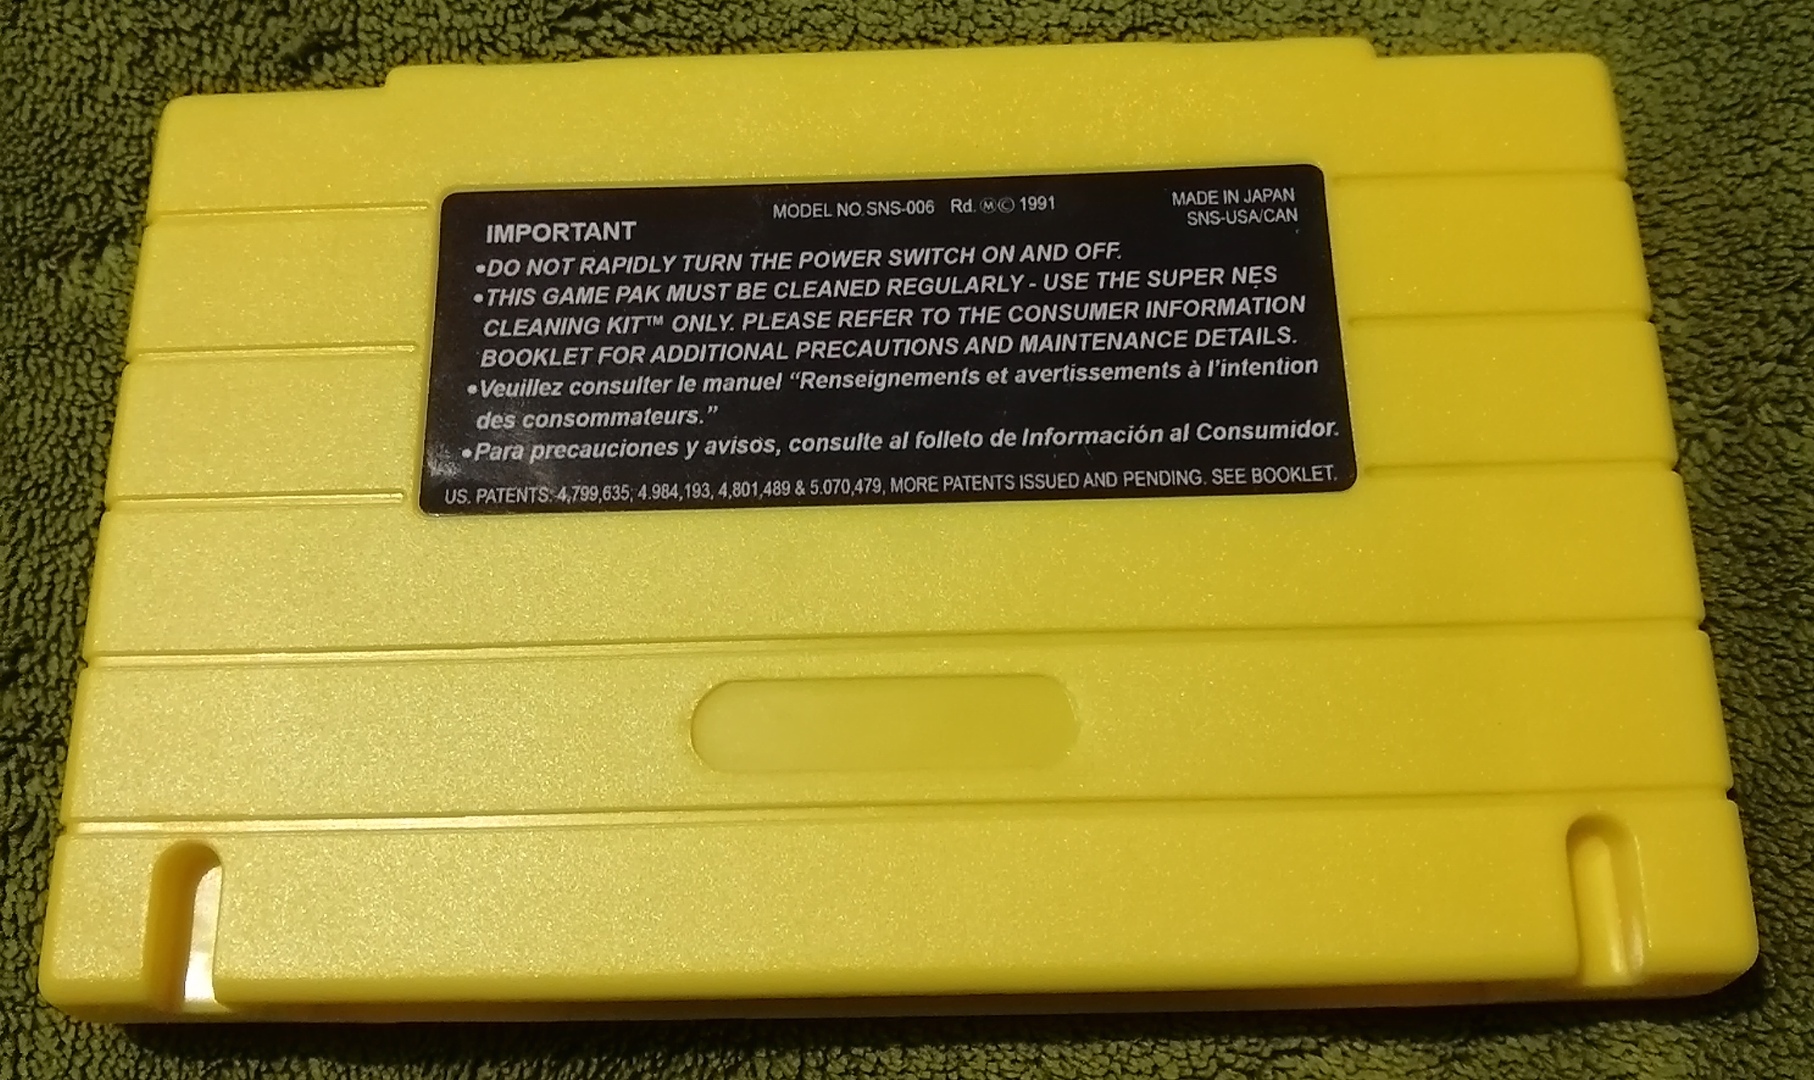 MODEL NO.SNS-006 Rd. Ⓜ© 1991
MADE IN JAPAN
SNS-USA/CAN
IMPORTANT
•DO NOT RAPIDLY TURN THE POWER SWITCH ON AND OFF.
•THIS GAME PAK MUST BE CLEANED REGULARLY - USE THE SUPER NES
CLEANING KIT™ ONLY. PLEASE REFER TO THE CONSUMER INFORMATION
BOOKLET FOR ADDITIONAL PRECAUTIONS AND MAINTENANCE DETAILS.
•Veuillez consulter le manuel “Renseignements et avertissements à l’intention
des consommateurs.”
•Para precauciones y avisos, consulte al folleto de Información al Consumidor.
US. PATENTS: 4,799,635; 4.984,193, 4,801,489 & 5.070,479, MORE PATENTS ISSUED AND PENDING. SEE BOOKLET.